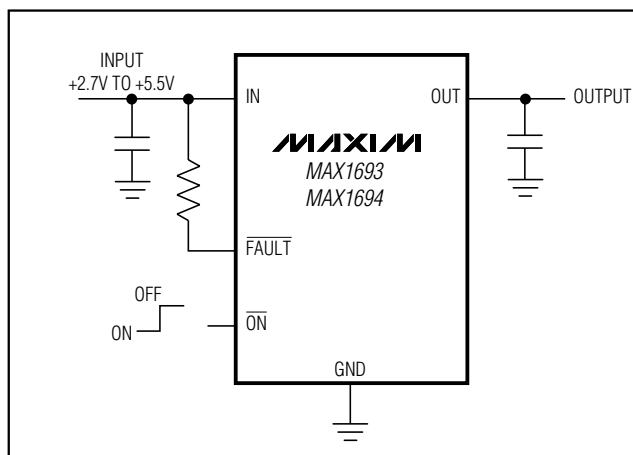 INPUT
+2.7V TO +5.5V
IN
OUT
OUTPUT
MAXIM
MAX1693
MAX1694
FAULT
OFF
ON
ON
GND